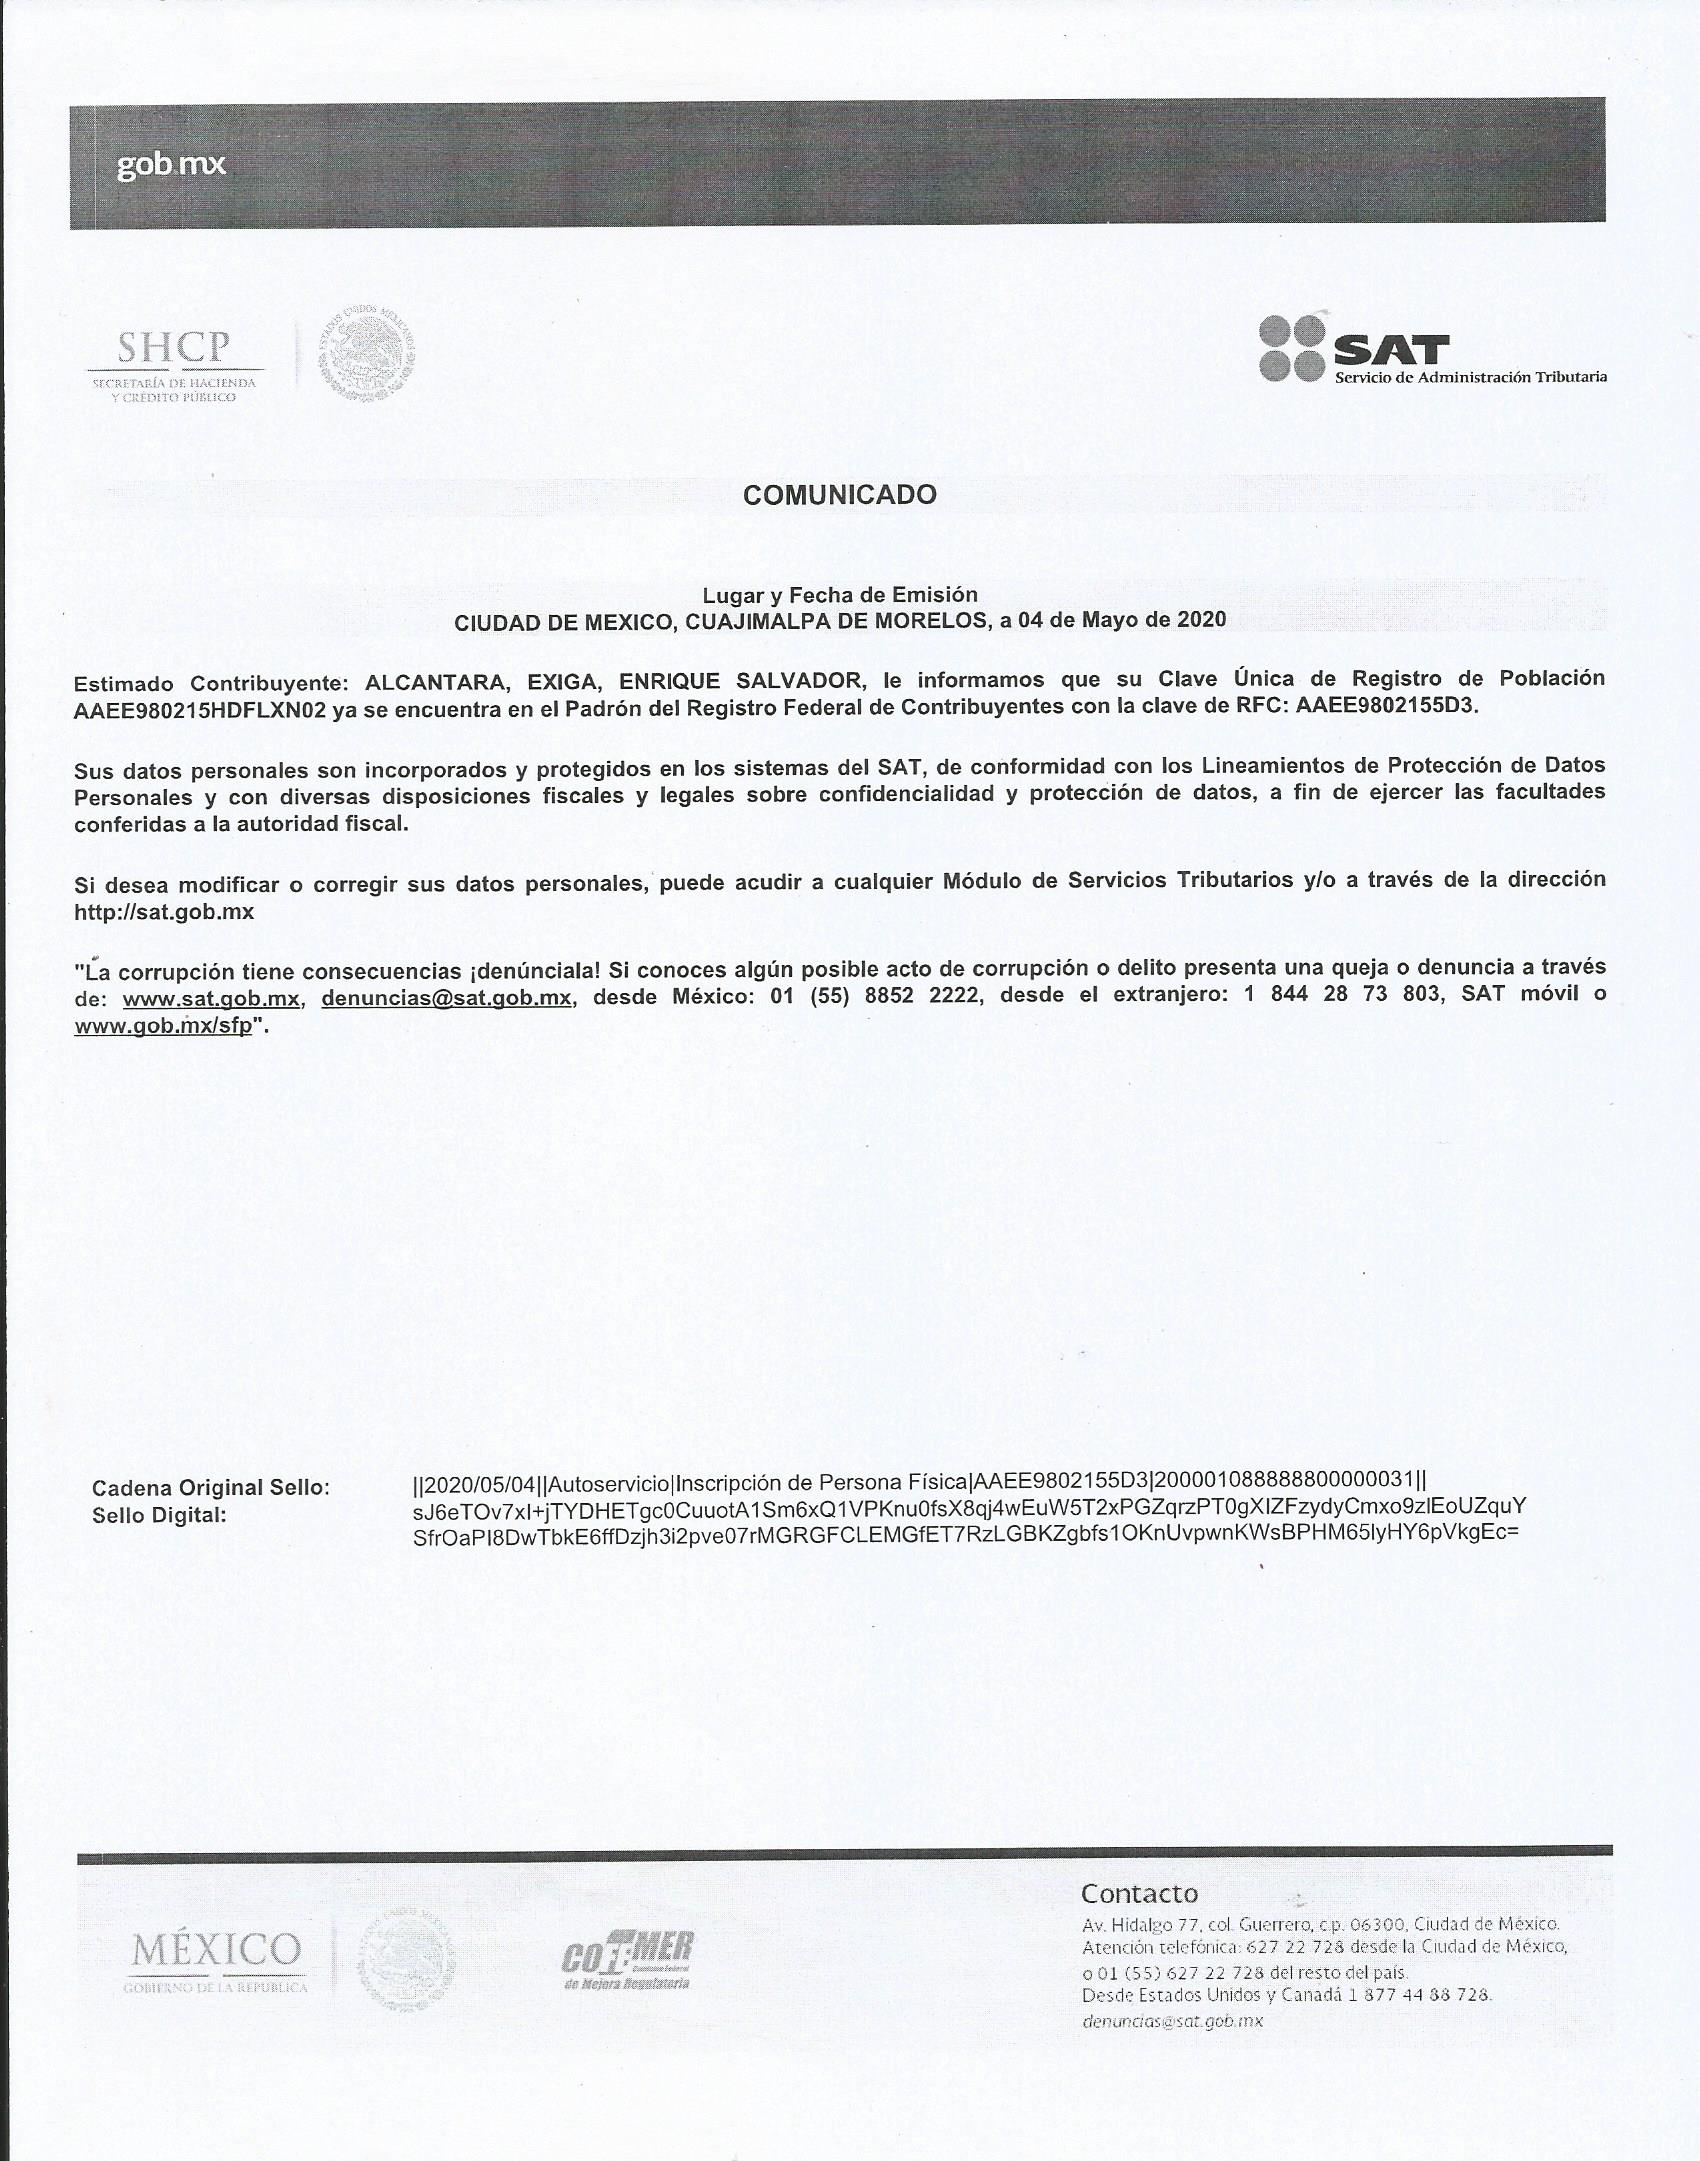 gob.mx
SHCP
SECRETARÍA DE HACIENDA
Y CRÉDITO PÚBLICO
ESTADOS UNIDOS MEXICANOS
SAT
Servicio de Administración Tributaria
COMUNICADO
Lugar y Fecha de Emisión
CIUDAD DE MEXICO, CUAJIMALPA DE MORELOS, a 04 de Mayo de 2020
Estimado Contribuyente: ALCANTARA, EXIGA, ENRIQUE SALVADOR, le informamos que su Clave Única de Registro de Población
AAEE980215HDFLXN02 ya se encuentra en el Padrón del Registro Federal de Contribuyentes con la clave de RFC: AAEE9802155D3.
Sus datos personales son incorporados y protegidos en los sistemas del SAT, de conformidad con los Lineamientos de Protección de Datos
Personales y con diversas disposiciones fiscales y legales sobre confidencialidad y protección de datos, a fin de ejercer las facultades
conferidas a la autoridad fiscal.
Si desea modificar o corregir sus datos personales, puede acudir a cualquier Módulo de Servicios Tributarios y/o a través de la dirección
http://sat.gob.mx
"La corrupción tiene consecuencias ¡denúnciala! Si conoces algún posible acto de corrupción o delito presenta una queja o denuncia a través
de: www.sat.gob.mx, denuncias@sat.gob.mx, desde México: 01 (55) 8852 2222, desde el extranjero: 1 844 28 73 803, SAT móvil o
www.gob.mx/sfp".
Cadena Original Sello: ||2020/05/04||Autoservicio|Inscripción de Persona Física|AAEE9802155D3|200001088888800000031||
Sello Digital: sJ6eTOv7xI+jTYDHETgc0CuuotA1Sm6xQ1VPKnu0fsX8qj4wEuW5T2xPGZqrzPT0gXIZFzydyCmxo9zIEoUZquY
SfrOaPI8DwTbkE6ffDzjh3i2pve07rMGRGFCLEMGfET7RzLGBKZgbfs1OKnUvpwnKWsBPHM65lyHY6pVkgEc=
MÉXICO
GOBIERNO DE LA REPÚBLICA
COFEMER
de Mejora Regulatoria
Contacto
Av. Hidalgo 77, col. Guerrero, c.p. 06300, Ciudad de México.
Atención telefónica: 627 22 728 desde la Ciudad de México,
o 01 (55) 627 22 728 del resto del país.
Desde Estados Unidos y Canadá 1 877 44 88 728.
denuncias@sat.gob.mx